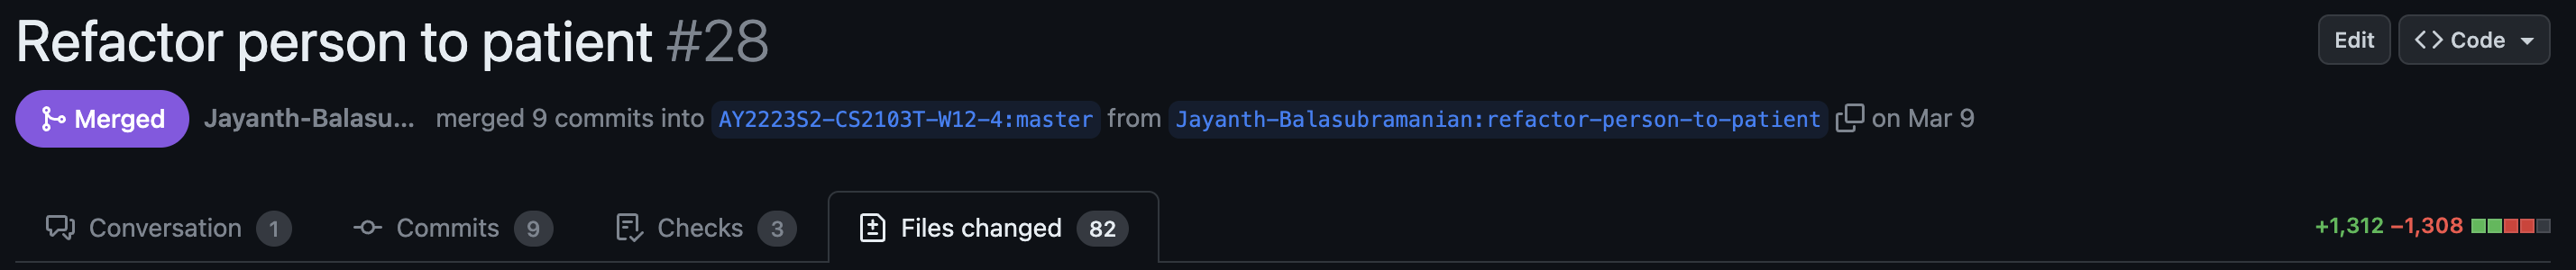 Refactor person to patient #28
Edit
<> Code
Merged Jayanth-Balasu... merged 9 commits into AY2223S2-CS2103T-W12-4:master from Jayanth-Balasubramanian:refactor-person-to-patient on Mar 9
Conversation 1
Commits 9
Checks 3
Files changed 82
+1,312 −1,308